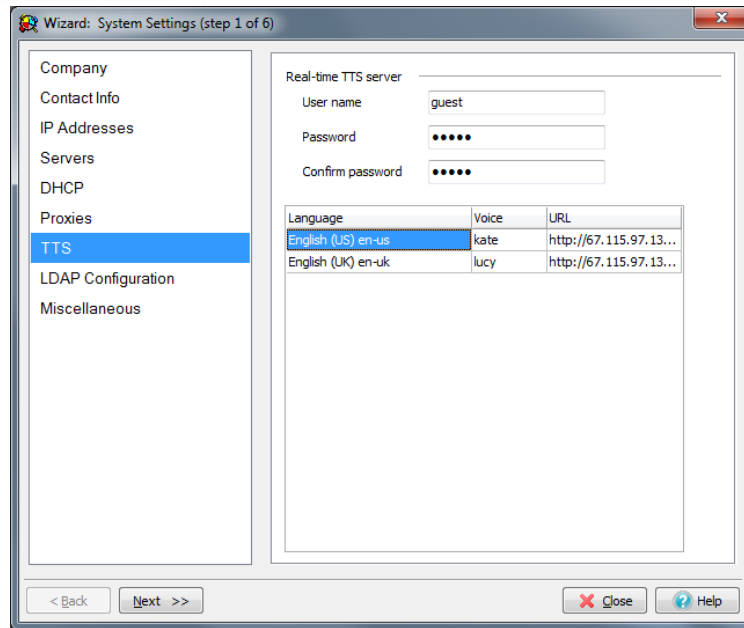 Wizard: System Settings (step 1 of 6)
Company
Contact Info
IP Addresses
Servers
DHCP
Proxies
TTS
LDAP Configuration
Miscellaneous
Real-time TTS server
User name guest
Password •••••
Confirm password •••••
Language Voice URL
English (US) en-us kate http://67.115.97.13...
English (UK) en-uk lucy http://67.115.97.13...
< Back Next >> Close Help